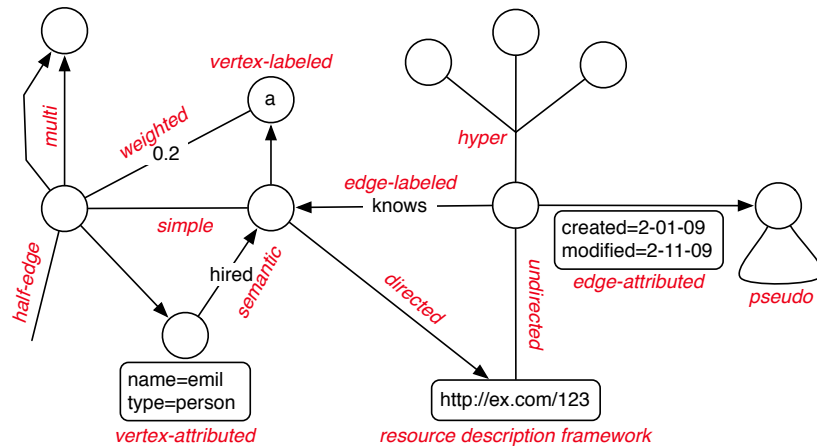 vertex-labeled
a
multi
weighted
0.2
hyper
edge-labeled
knows
simple
created=2-01-09
modified=2-11-09
edge-attributed
half-edge
hired
semantic
directed
undirected
pseudo
name=emil
type=person
vertex-attributed
http://ex.com/123
resource description framework